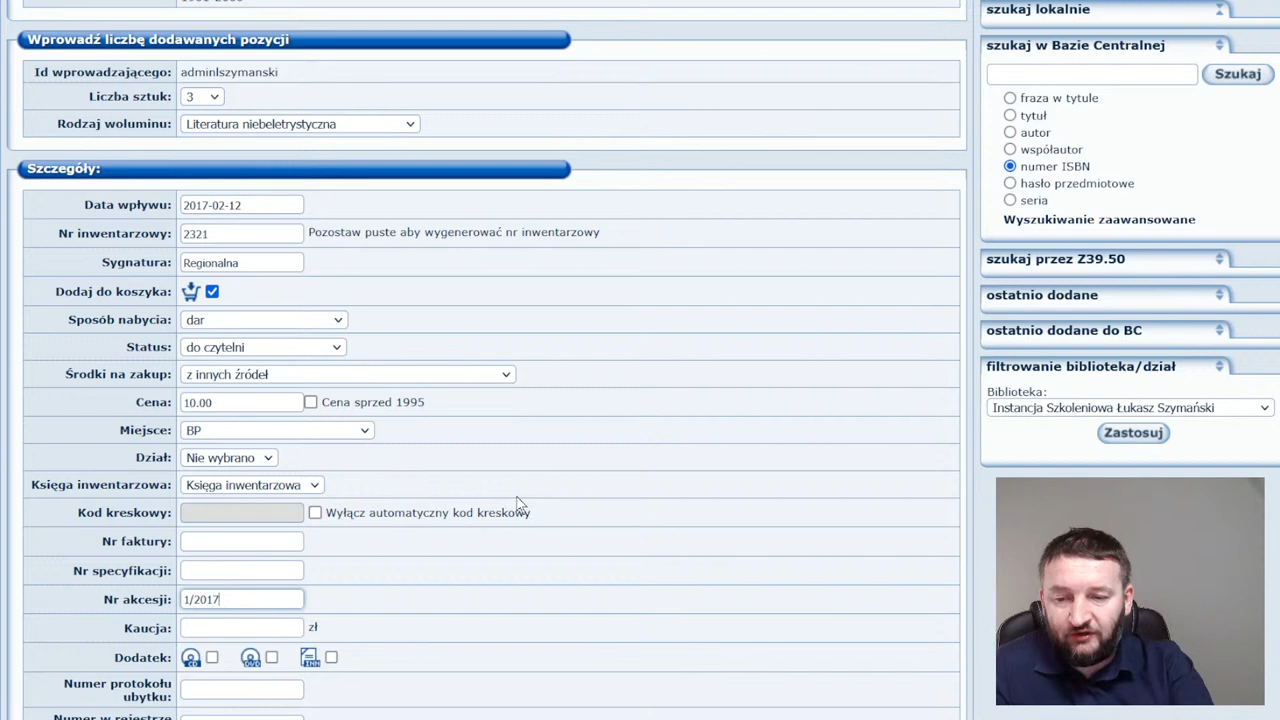 Wprowadź liczbę dodawanych pozycji
Id wprowadzającego: adminlszymanski
Liczba sztuk: 3
Rodzaj woluminu: Literatura niebeletrystyczna
Szczegóły:
Data wpływu: 2017-02-12
Nr inwentarzowy: 2321 Pozostaw puste aby wygenerować nr inwentarzowy
Sygnatura: Regionalna
Dodaj do koszyka:
Sposób nabycia: dar
Status: do czytelni
Środki na zakup: z innych źródeł
Cena: 10.00 Cena sprzed 1995
Miejsce: BP
Dział: Nie wybrano
Księga inwentarzowa: Księga inwentarzowa
Kod kreskowy: Wyłącz automatyczny kod kreskowy
Nr faktury:
Nr specyfikacji:
Nr akcesji: 1/2017
Kaucja: zł
Dodatek: CD DVD INN
Numer protokołu
ubytku:
Numer w rejestrze
szukaj lokalnie
szukaj w Bazie Centralnej
Szukaj
fraza w tytule
tytuł
autor
współautor
numer ISBN
hasło przedmiotowe
seria
Wyszukiwanie zaawansowane
szukaj przez Z39.50
ostatnio dodane
ostatnio dodane do BC
filtrowanie biblioteka/dział
Biblioteka:
Instancja Szkoleniowa Łukasz Szymański
Zastosuj